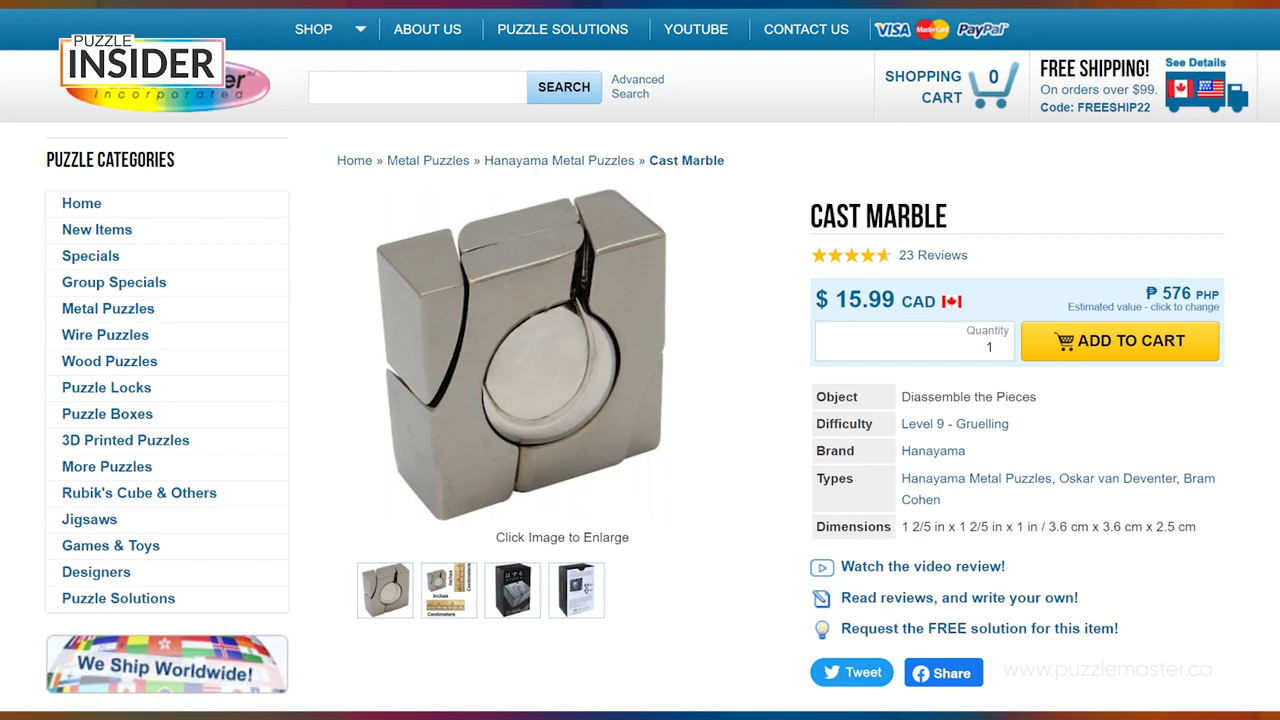 SHOP
ABOUT US
PUZZLE SOLUTIONS
YOUTUBE
CONTACT US
VISA MasterCard PayPal
PUZZLE
INSIDER
incorporated
SEARCH
Advanced
Search
SHOPPING
CART
0
FREE SHIPPING!
On orders over $99.
Code: FREESHIP22
See Details
PUZZLE CATEGORIES
Home
New Items
Specials
Group Specials
Metal Puzzles
Wire Puzzles
Wood Puzzles
Puzzle Locks
Puzzle Boxes
3D Printed Puzzles
More Puzzles
Rubik's Cube & Others
Jigsaws
Games & Toys
Designers
Puzzle Solutions
We Ship Worldwide!
Home » Metal Puzzles » Hanayama Metal Puzzles » Cast Marble
Click Image to Enlarge
Inches
Inches
Centimeters
Centimeters
CAST MARBLE
23 Reviews
$ 15.99 CAD
₱ 576 PHP
Estimated value - click to change
Quantity
1
ADD TO CART
Object Diassemble the Pieces
Difficulty Level 9 - Gruelling
Brand Hanayama
Types Hanayama Metal Puzzles, Oskar van Deventer, Bram
Cohen
Dimensions 1 2/5 in x 1 2/5 in x 1 in / 3.6 cm x 3.6 cm x 2.5 cm
Watch the video review!
Read reviews, and write your own!
Request the FREE solution for this item!
Tweet
Share
www.puzzlemaster.ca